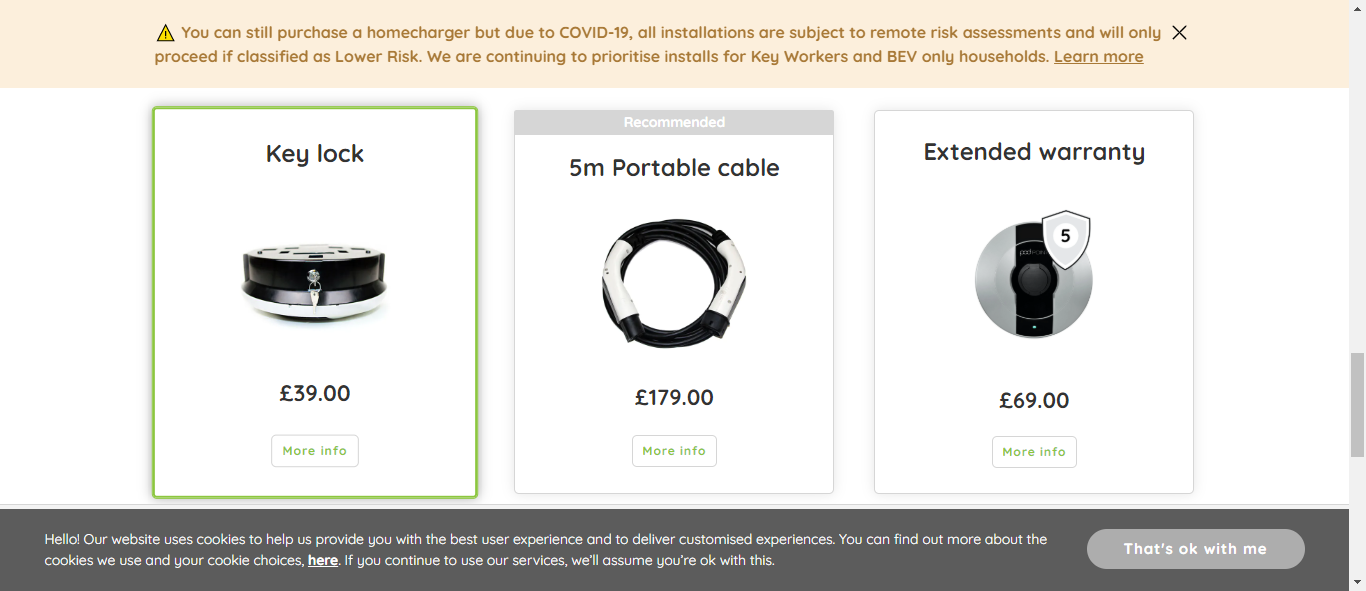 You can still purchase a homecharger but due to COVID-19, all installations are subject to remote risk assessments and will only
proceed if classified as Lower Risk. We are continuing to prioritise installs for Key Workers and BEV only households. Learn more
Key lock
£39.00
More info
Recommended
5m Portable cable
£179.00
More info
Extended warranty
5
pod POINT
£69.00
More info
Hello! Our website uses cookies to help us provide you with the best user experience and to deliver customised experiences. You can find out more about the
cookies we use and your cookie choices, here. If you continue to use our services, we'll assume you're ok with this.
That's ok with me